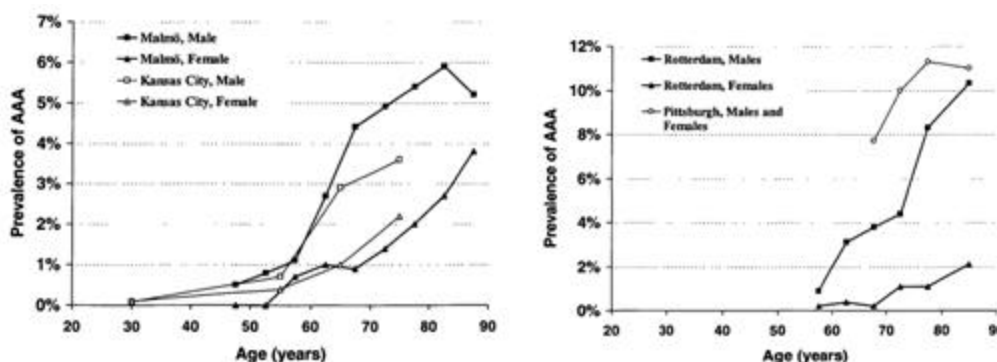 7%
6%
5%
4%
3%
2%
1%
0%
Prevalence of AAA
Malmö, Male
Malmö, Female
Kansas City, Male
Kansas City, Female
20 30 40 50 60 70 80 90
Age (years)
12%
10%
8%
6%
4%
2%
0%
Prevalence of AAA
Rotterdam, Males
Rotterdam, Females
Pittsburgh, Males and
Females
20 30 40 50 60 70 80 90
Age (years)